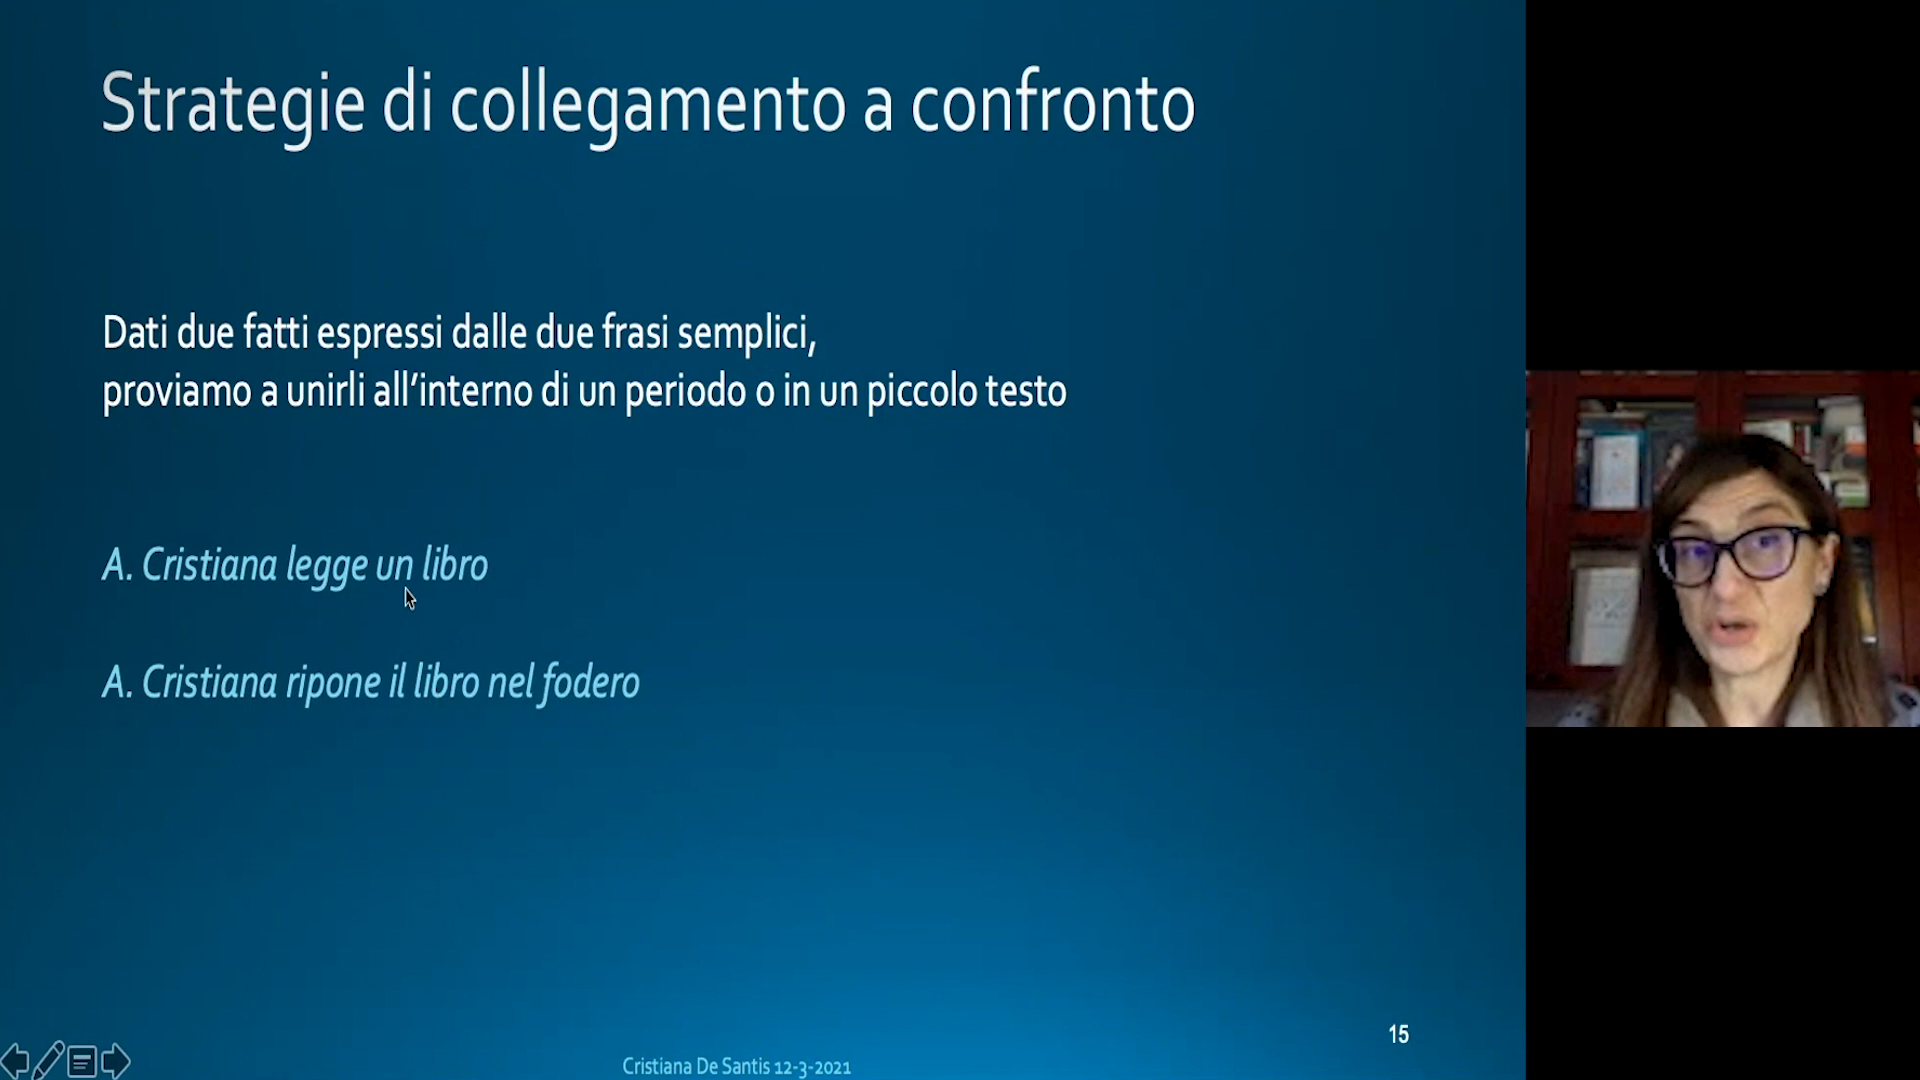 Strategie di collegamento a confronto
Dati due fatti espressi dalle due frasi semplici,
proviamo a unirli all’interno di un periodo o in un piccolo testo
A. Cristiana legge un libro
A. Cristiana ripone il libro nel fodero
15
Cristiana De Santis 12-3-2021